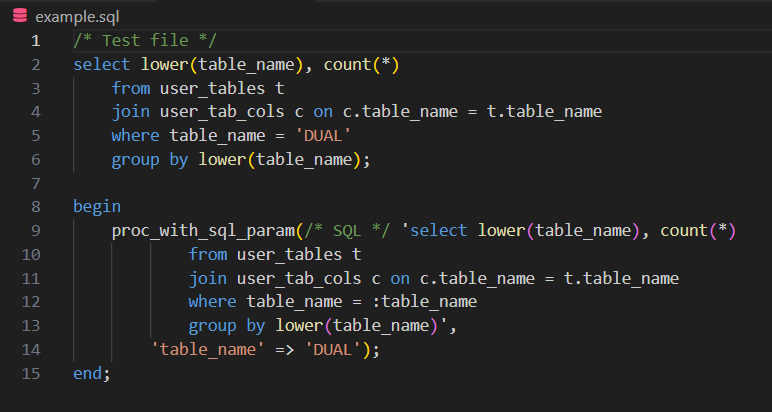 example.sql
1 /* Test file */
2 select lower(table_name), count(*)
3     from user_tables t
4     join user_tab_cols c on c.table_name = t.table_name
5     where table_name = 'DUAL'
6     group by lower(table_name);
7
8 begin
9     proc_with_sql_param(/* SQL */ 'select lower(table_name), count(*)
10             from user_tables t
11             join user_tab_cols c on c.table_name = t.table_name
12             where table_name = :table_name
13             group by lower(table_name)',
14         'table_name' => 'DUAL');
15 end;